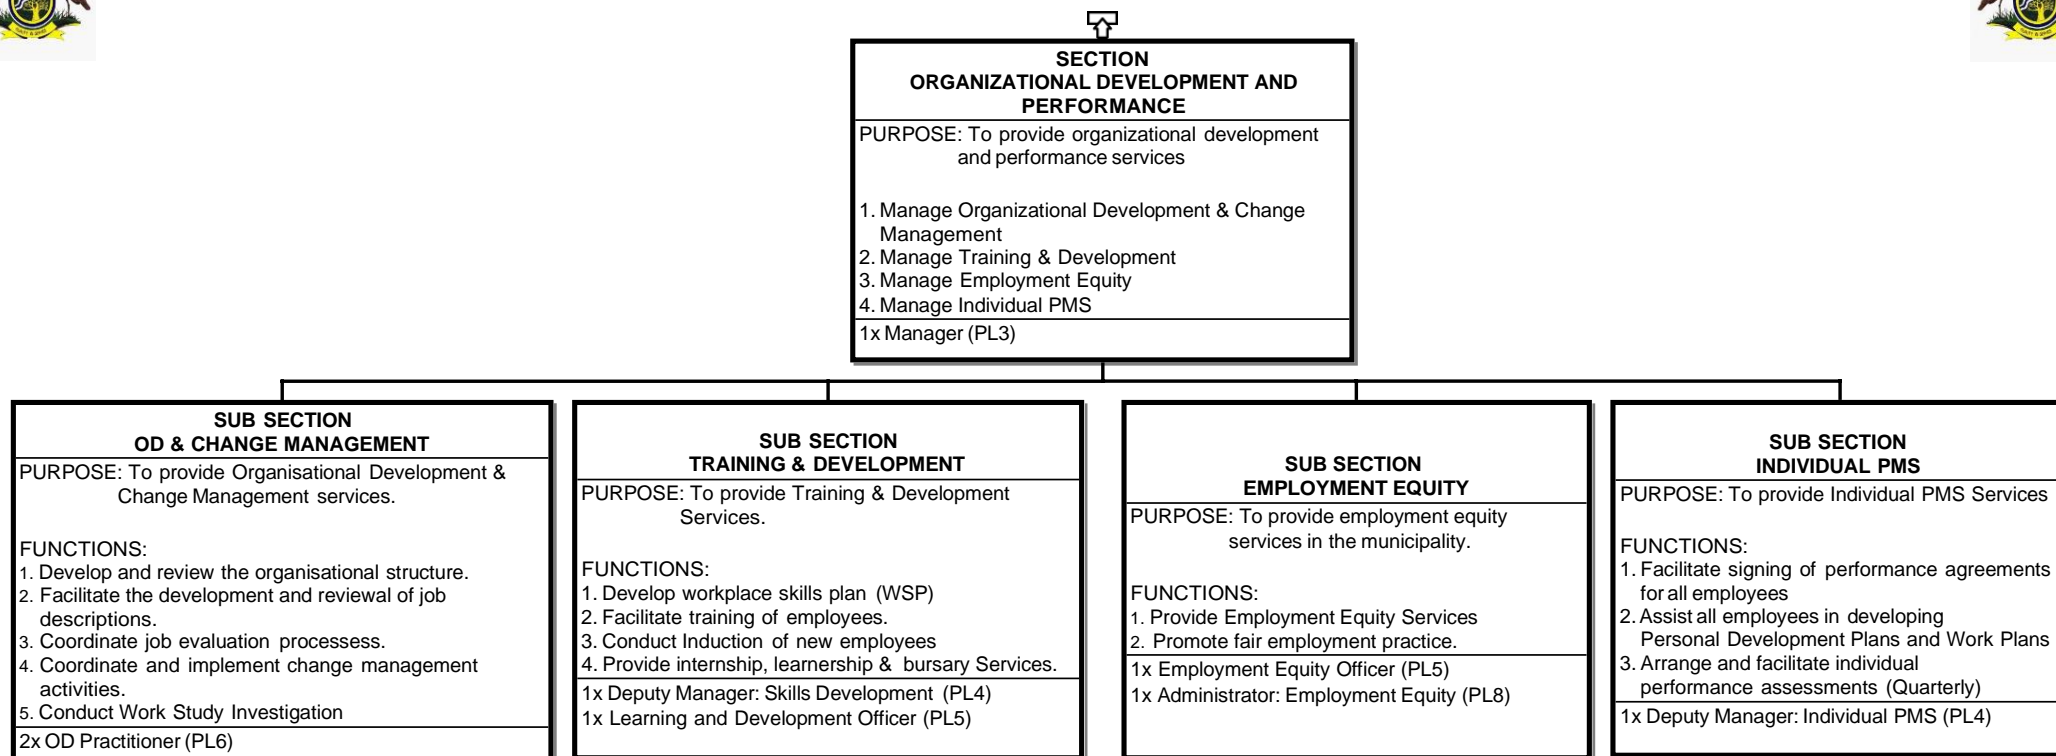 SECTION
ORGANIZATIONAL DEVELOPMENT AND
PERFORMANCE
PURPOSE: To provide organizational development
and performance services
1. Manage Organizational Development & Change
Management
2. Manage Training & Development
3. Manage Employment Equity
4. Manage Individual PMS
1x Manager (PL3)
SUB SECTION
OD & CHANGE MANAGEMENT
PURPOSE: To provide Organisational Development &
Change Management services.
FUNCTIONS:
1. Develop and review the organisational structure.
2. Facilitate the development and reviewal of job
descriptions.
3. Coordinate job evaluation processess.
4. Coordinate and implement change management
activities.
5. Conduct Work Study Investigation
2x OD Practitioner (PL6)
SUB SECTION
TRAINING & DEVELOPMENT
PURPOSE: To provide Training & Development
Services.
FUNCTIONS:
1. Develop workplace skills plan (WSP)
2. Facilitate training of employees.
3. Conduct Induction of new employees
4. Provide internship, learnership & bursary Services.
1x Deputy Manager: Skills Development (PL4)
1x Learning and Development Officer (PL5)
SUB SECTION
EMPLOYMENT EQUITY
PURPOSE: To provide employment equity
services in the municipality.
FUNCTIONS:
1. Provide Employment Equity Services
2. Promote fair employment practice.
1x Employment Equity Officer (PL5)
1x Administrator: Employment Equity (PL8)
SUB SECTION
INDIVIDUAL PMS
PURPOSE: To provide Individual PMS Services
FUNCTIONS:
1. Facilitate signing of performance agreements
for all employees
2. Assist all employees in developing
Personal Development Plans and Work Plans
3. Arrange and facilitate individual
performance assessments (Quarterly)
1x Deputy Manager: Individual PMS (PL4)